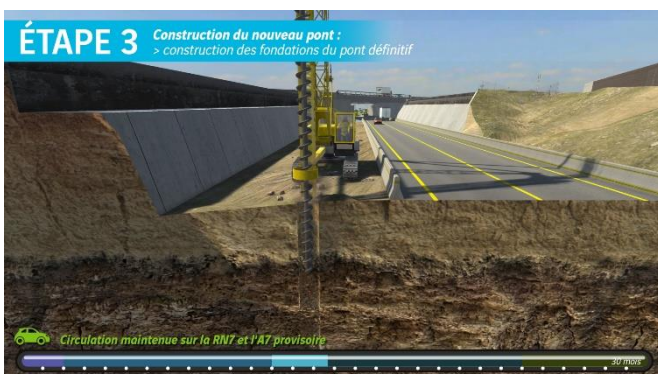 ÉTAPE 3
Construction du nouveau pont :
> construction des fondations du pont définitif
Circulation maintenue sur la RN7 et l'A7 provisoire
30 mois